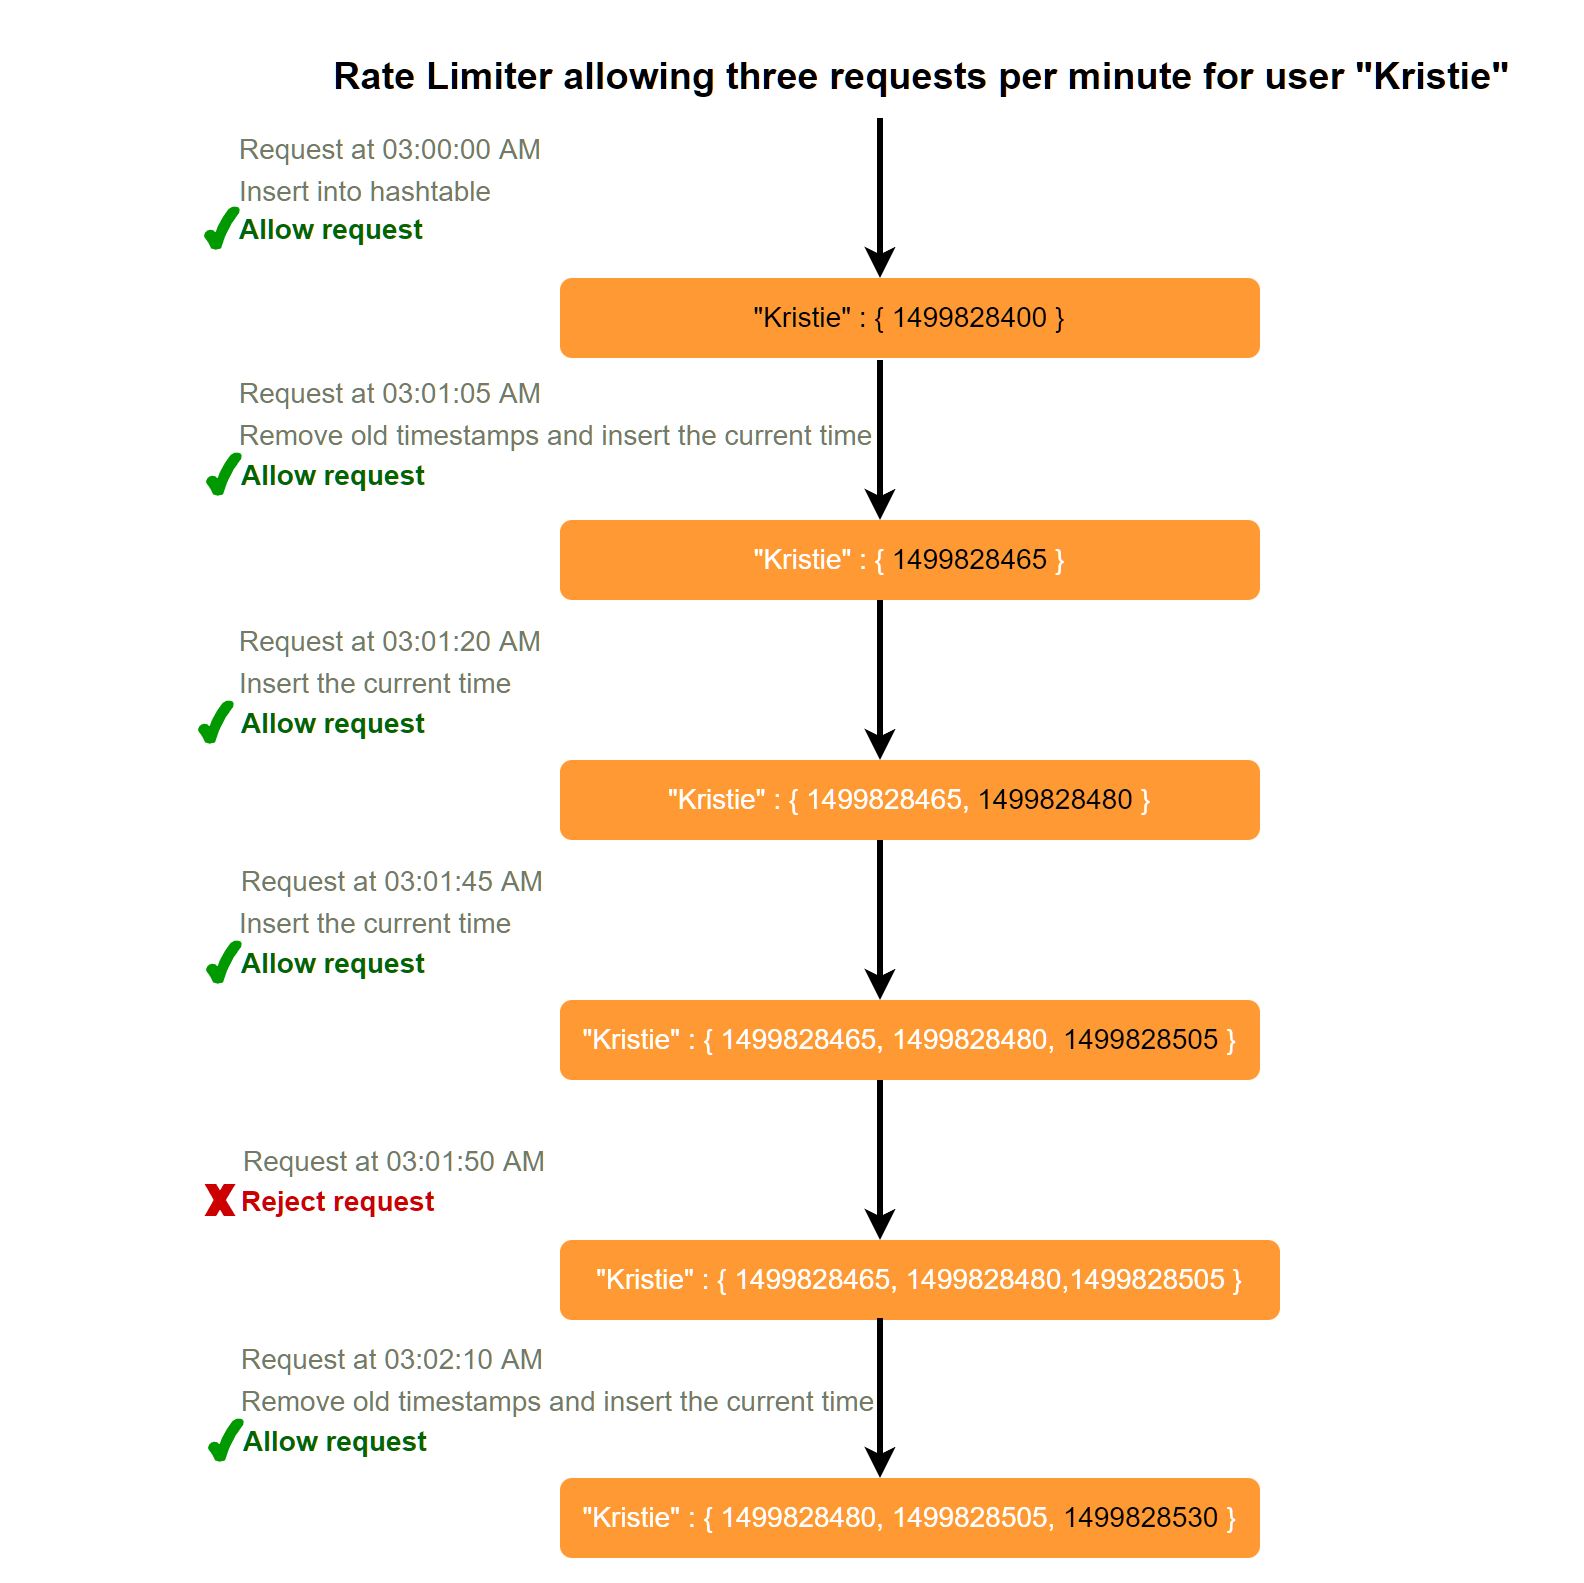 Rate Limiter allowing three requests per minute for user "Kristie"
Request at 03:00:00 AM
Insert into hashtable
Allow request
"Kristie" : { 1499828400 }
Request at 03:01:05 AM
Remove old timestamps and insert the current time
Allow request
"Kristie" : { 1499828465 }
Request at 03:01:20 AM
Insert the current time
Allow request
"Kristie" : { 1499828465, 1499828480 }
Request at 03:01:45 AM
Insert the current time
Allow request
"Kristie" : { 1499828465, 1499828480, 1499828505 }
Request at 03:01:50 AM
Reject request
"Kristie" : { 1499828465, 1499828480,1499828505 }
Request at 03:02:10 AM
Remove old timestamps and insert the current time
Allow request
"Kristie" : { 1499828480, 1499828505, 1499828530 }